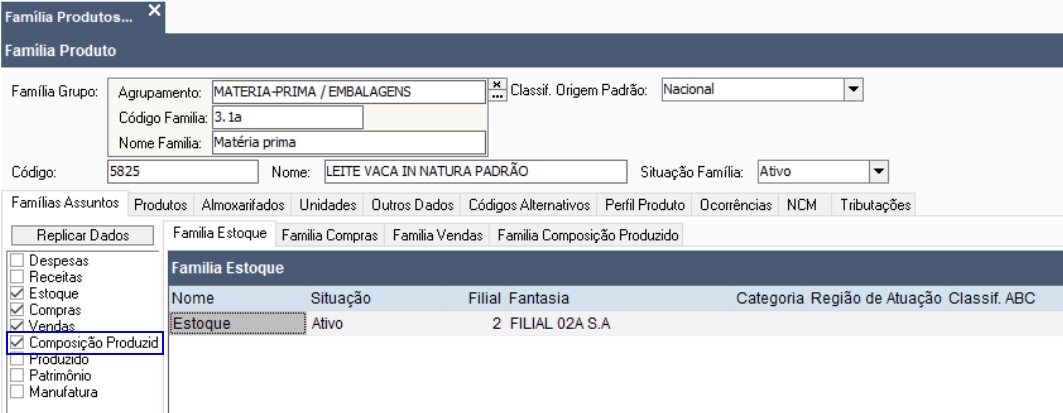 Família Produtos... ×
Família Produto
Família Grupo: Agrupamento: MATERIA-PRIMA / EMBALAGENS × ... Classif. Origem Padrão: Nacional
Código Familia: 3.1a
Nome Familia: Matéria prima
Código: 5825 Nome: LEITE VACA IN NATURA PADRÃO Situação Família: Ativo
Famílias Assuntos Produtos Almoxarifados Unidades Outros Dados Códigos Alternativos Perfil Produto Ocorrências NCM Tributações
Replicar Dados Familia Estoque Familia Compras Familia Vendas Familia Composição Produzido
Despesas
Receitas
Estoque
Compras
Vendas
Composição Produzid
Produzido
Patrimônio
Manufatura
Familia Estoque
Nome Situação Filial Fantasia Categoria Região de Atuação Classif. ABC
Estoque Ativo 2 FILIAL 02A S.A